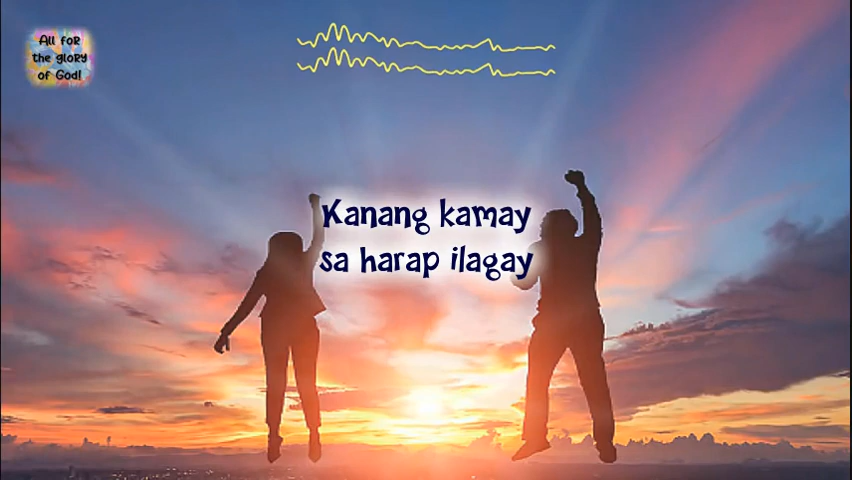 All for
the glory
of God!
Kanang kamay
sa harap ilagay